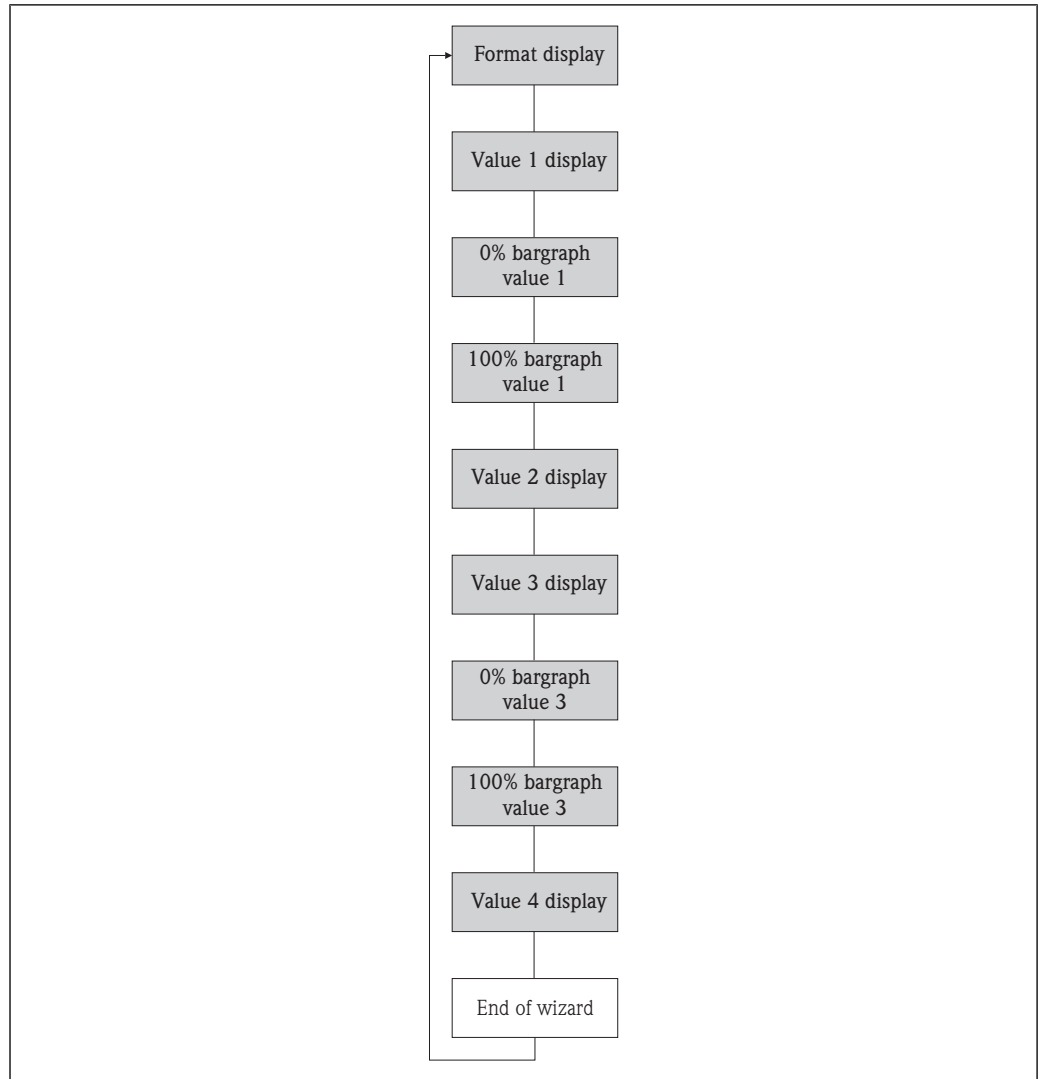 Format display
Value 1 display
0% bargraph
value 1
100% bargraph
value 1
Value 2 display
Value 3 display
0% bargraph
value 3
100% bargraph
value 3
Value 4 display
End of wizard